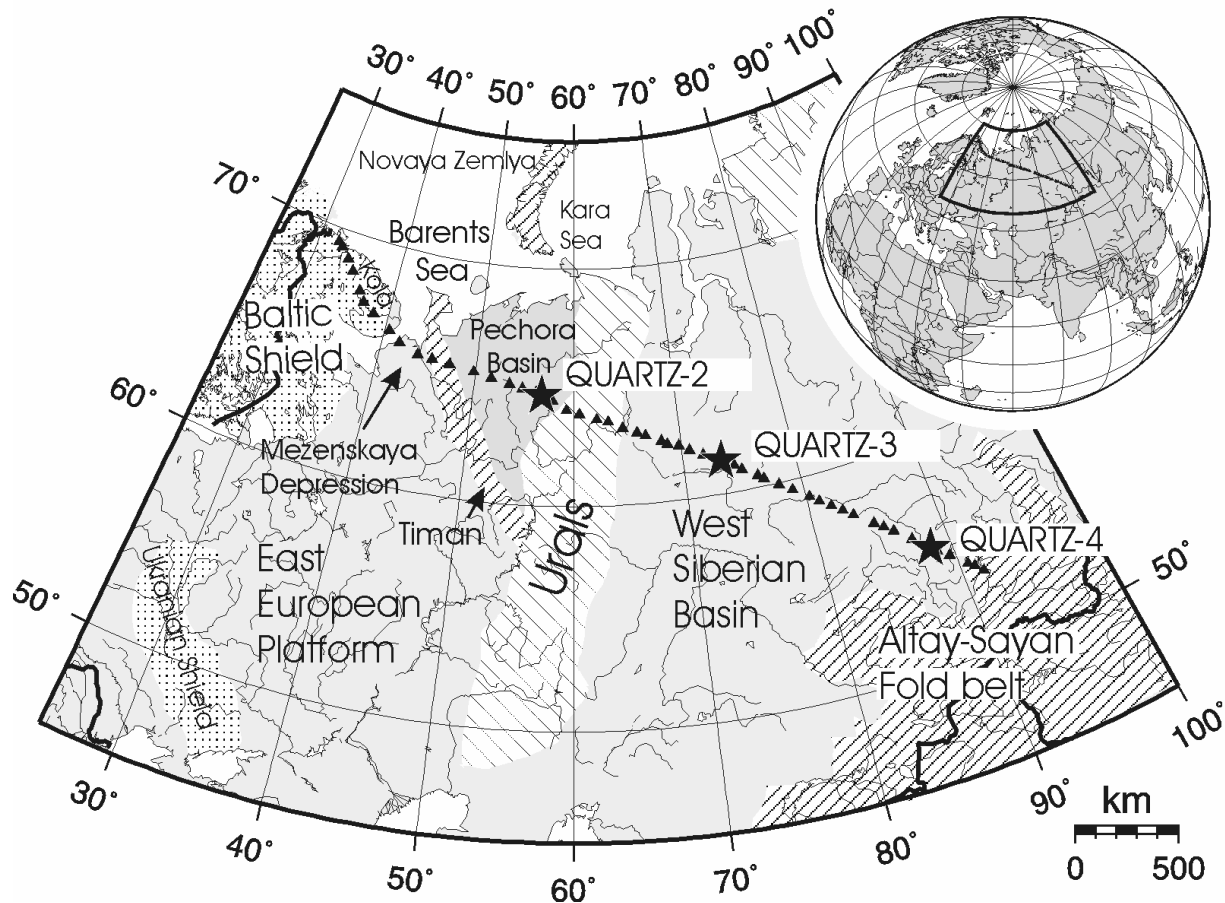 30° 40° 50° 60° 70° 80° 90° 100°
Novaya Zemlya
70°
Kara
Sea
Barents
Sea
Kola
Baltic
Shield
Pechora
Basin
QUARTZ-2
60°
QUARTZ-3
Mezenskaya
Depression
Timan
Urals
West
Siberian
Basin
QUARTZ-4
East
European
Platform
50°
50°
Ukranian Shield
Altay-Sayan
Fold belt
100°
30° 40° 50° 60° 70° 80° 90°
km
0 500